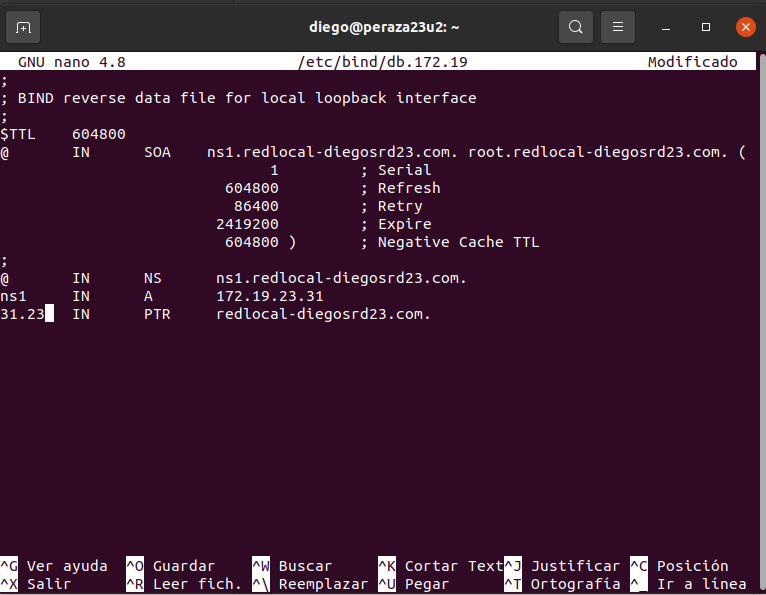 diego@peraza23u2: ~
GNU nano 4.8 /etc/bind/db.172.19 Modificado
;
; BIND reverse data file for local loopback interface
;
$TTL 604800
@ IN SOA ns1.redlocal-diegosrd23.com. root.redlocal-diegosrd23.com. (
1 ; Serial
604800 ; Refresh
86400 ; Retry
2419200 ; Expire
604800 ) ; Negative Cache TTL
;
@ IN NS ns1.redlocal-diegosrd23.com.
ns1 IN A 172.19.23.31
31.23 IN PTR redlocal-diegosrd23.com.
^G Ver ayuda ^O Guardar ^W Buscar ^K Cortar Text ^J Justificar ^C Posición
^X Salir ^R Leer fich. ^\ Reemplazar ^U Pegar ^T Ortografía ^_ Ir a línea